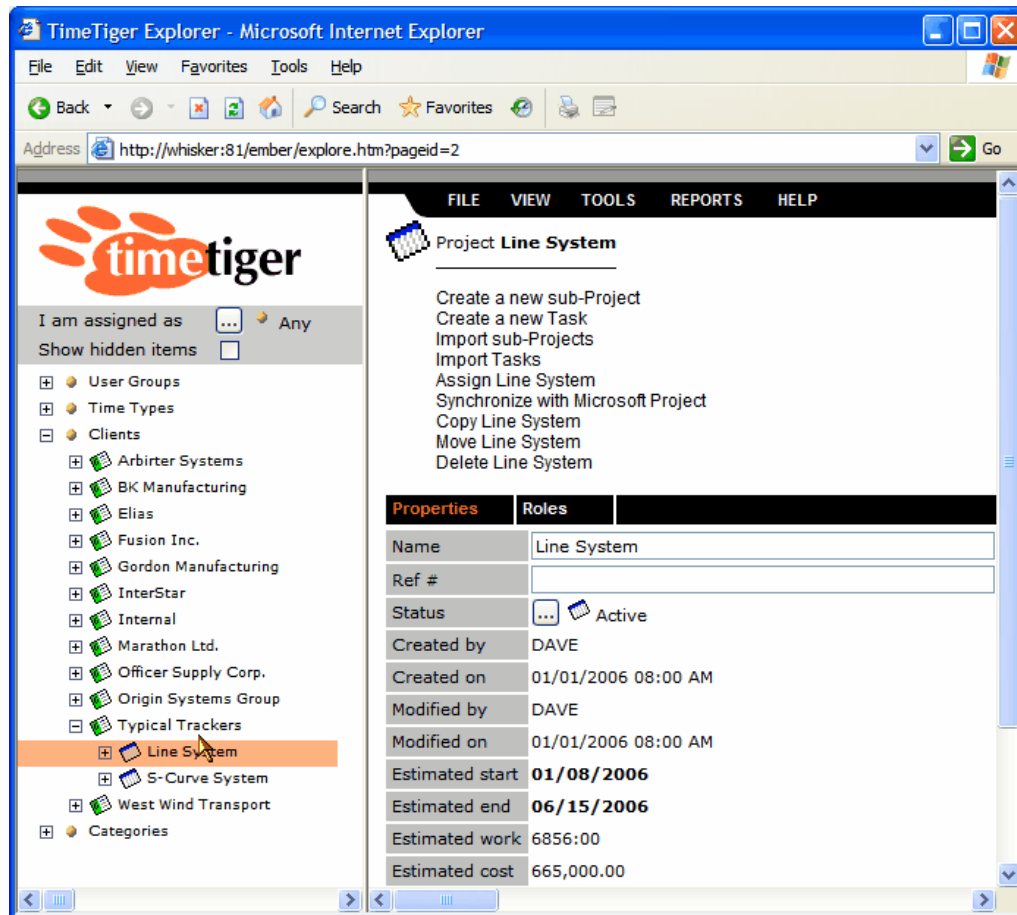 TimeTiger Explorer - Microsoft Internet Explorer
File Edit View Favorites Tools Help
Back Search Favorites
Address http://whisker:81/ember/explore.htm?pageid=2 Go
timetiger
I am assigned as ... Any
Show hidden items
User Groups
Time Types
Clients
Arbirter Systems
BK Manufacturing
Elias
Fusion Inc.
Gordon Manufacturing
InterStar
Internal
Marathon Ltd.
Officer Supply Corp.
Origin Systems Group
Typical Trackers
Line System
S-Curve System
West Wind Transport
Categories
FILE VIEW TOOLS REPORTS HELP
Project Line System
Create a new sub-Project
Create a new Task
Import sub-Projects
Import Tasks
Assign Line System
Synchronize with Microsoft Project
Copy Line System
Move Line System
Delete Line System
Properties Roles
Name Line System
Ref #
Status ... Active
Created by DAVE
Created on 01/01/2006 08:00 AM
Modified by DAVE
Modified on 01/01/2006 08:00 AM
Estimated start 01/08/2006
Estimated end 06/15/2006
Estimated work 6856:00
Estimated cost 665,000.00